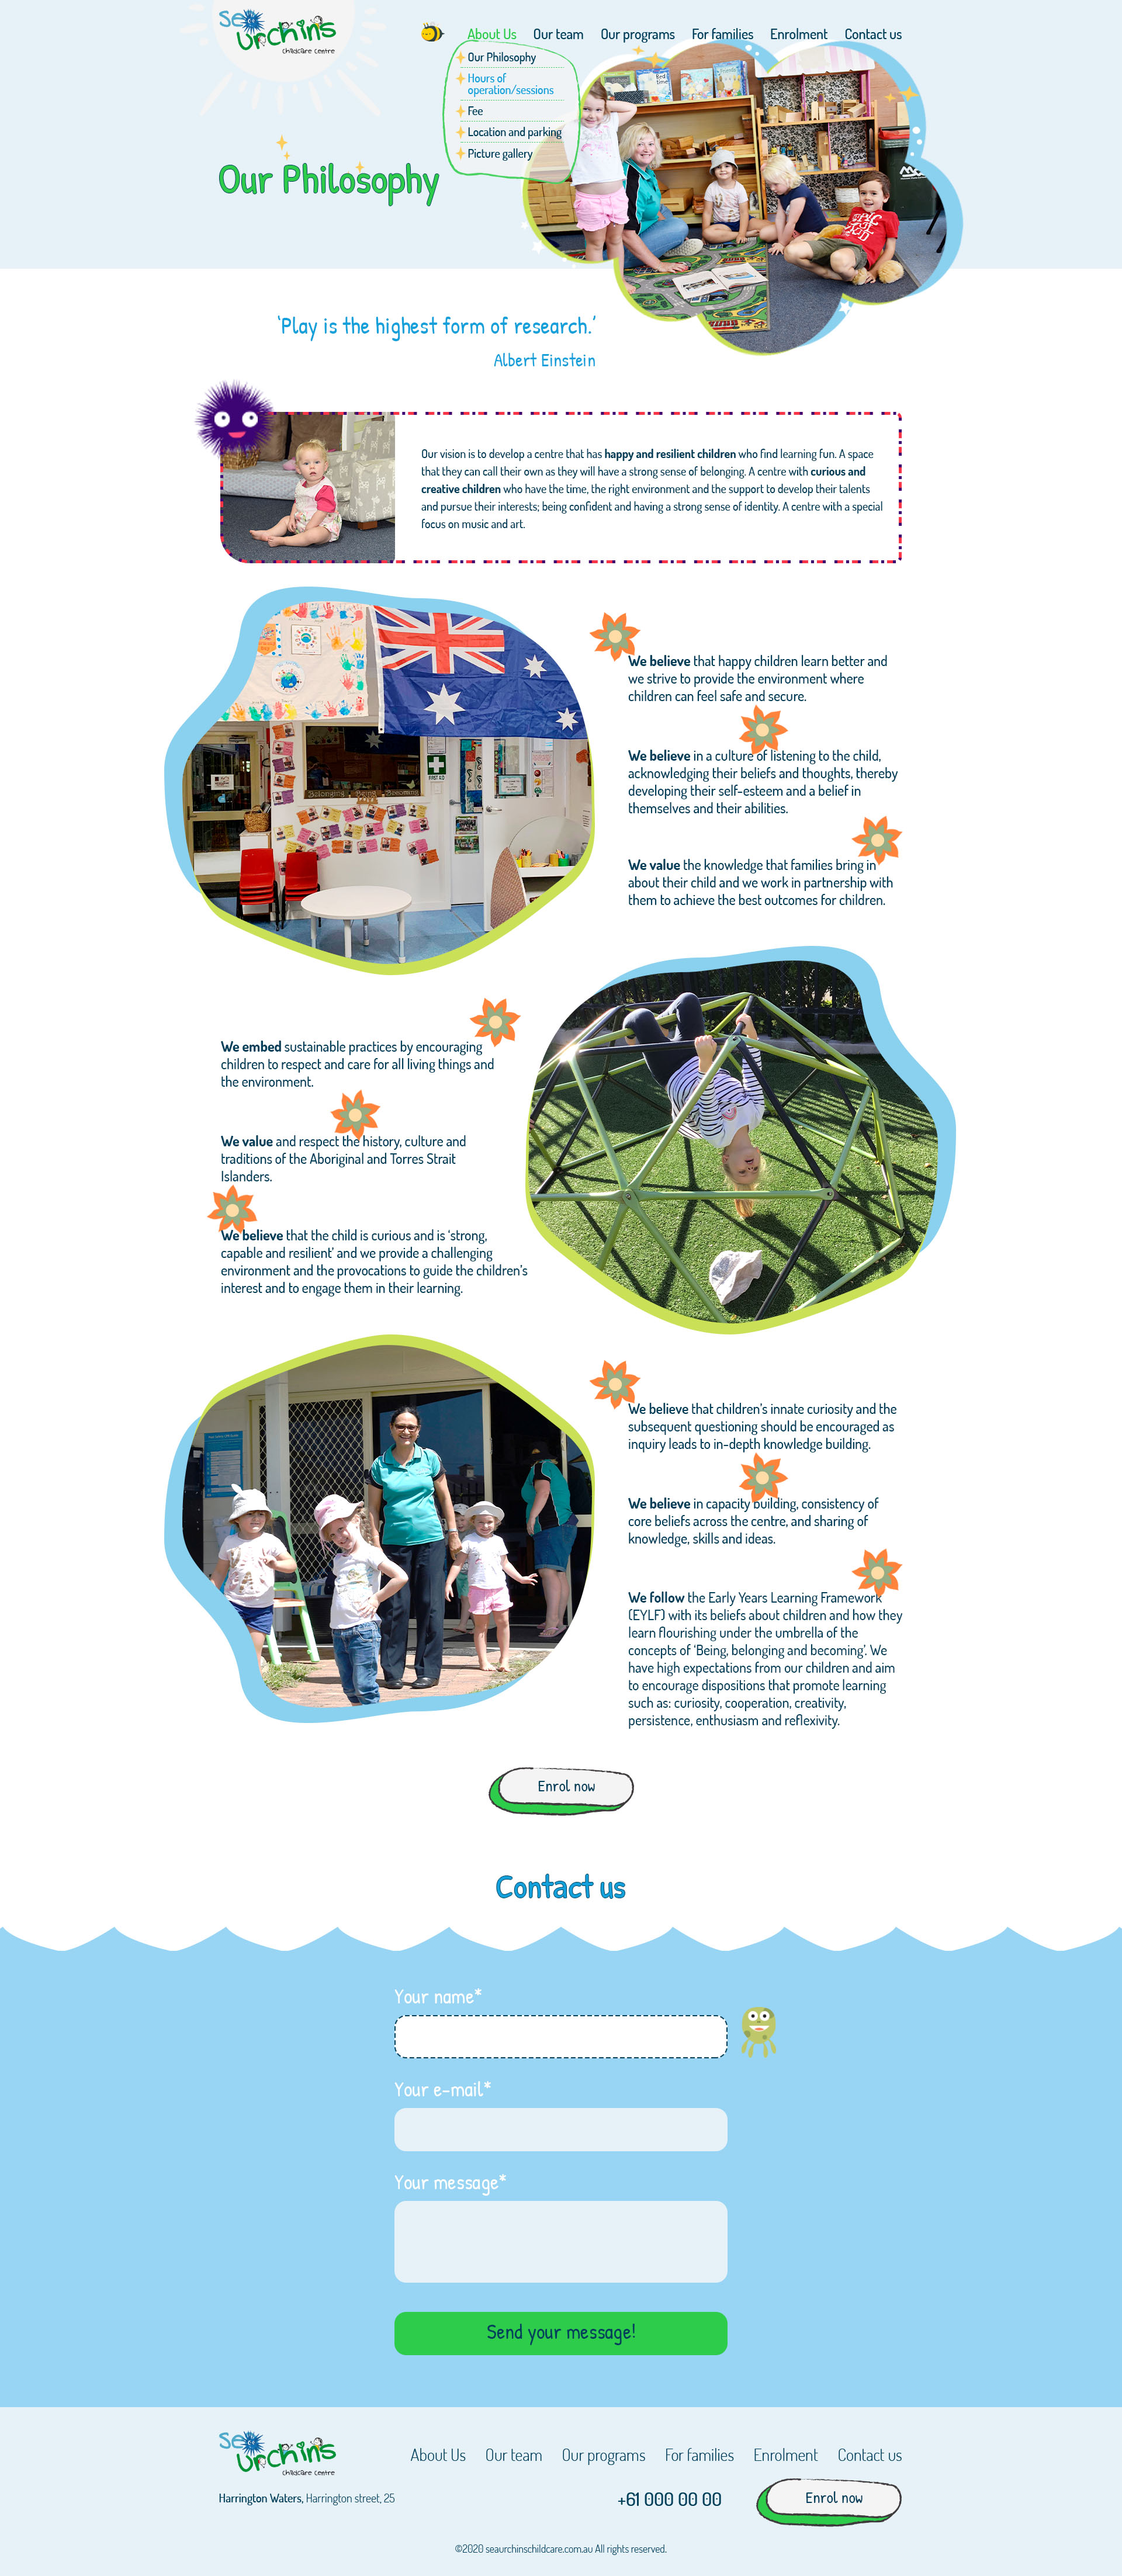 sea
urchins
childcare centre
About Us Our team Our programs For families Enrolment Contact us
Our Philosophy
Hours of
operation/sessions
Fee
Location and parking
Picture gallery
Our Philosophy
‘Play is the highest form of research.’
Albert Einstein
Our vision is to develop a centre that has happy and resilient children who find learning fun. A space
that they can call their own as they will have a strong sense of belonging. A centre with curious and
creative children who have the time, the right environment and the support to develop their talents
and pursue their interests; being confident and having a strong sense of identity. A centre with a special
focus on music and art.
FIRST AID
Belonging Being Becoming
We believe that happy children learn better and
we strive to provide the environment where
children can feel safe and secure.
We believe in a culture of listening to the child,
acknowledging their beliefs and thoughts, thereby
developing their self-esteem and a belief in
themselves and their abilities.
We value the knowledge that families bring in
about their child and we work in partnership with
them to achieve the best outcomes for children.
We embed sustainable practices by encouraging
children to respect and care for all living things and
the environment.
We value and respect the history, culture and
traditions of the Aboriginal and Torres Strait
Islanders.
We believe that the child is curious and is ‘strong,
capable and resilient’ and we provide a challenging
environment and the provocations to guide the children’s
interest and to engage them in their learning.
We believe that children’s innate curiosity and the
subsequent questioning should be encouraged as
inquiry leads to in-depth knowledge building.
We believe in capacity building, consistency of
core beliefs across the centre, and sharing of
knowledge, skills and ideas.
We follow the Early Years Learning Framework
(EYLF) with its beliefs about children and how they
learn flourishing under the umbrella of the
concepts of ‘Being, belonging and becoming’. We
have high expectations from our children and aim
to encourage dispositions that promote learning
such as: curiosity, cooperation, creativity,
persistence, enthusiasm and reflexivity.
Enrol now
Contact us
Your name*
Your e-mail*
Your message*
Send your message!
sea
urchins
childcare centre
About Us Our team Our programs For families Enrolment Contact us
Harrington Waters, Harrington street, 25
+61 000 00 00
Enrol now
©2020 seaurchinschildcare.com.au All rights reserved.